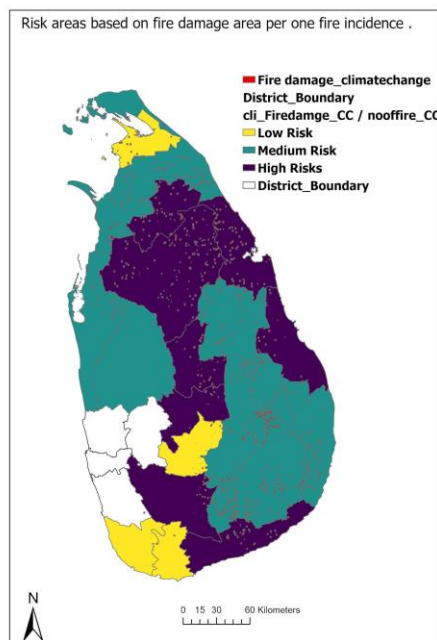 Risk areas based on fire damage area per one fire incidence .
Fire damage_climatechange
District_Boundary
cli_Firedamge_CC / nooffire_CC
Low Risk
Medium Risk
High Risks
District_Boundary
N
0 15 30 60 Kilometers